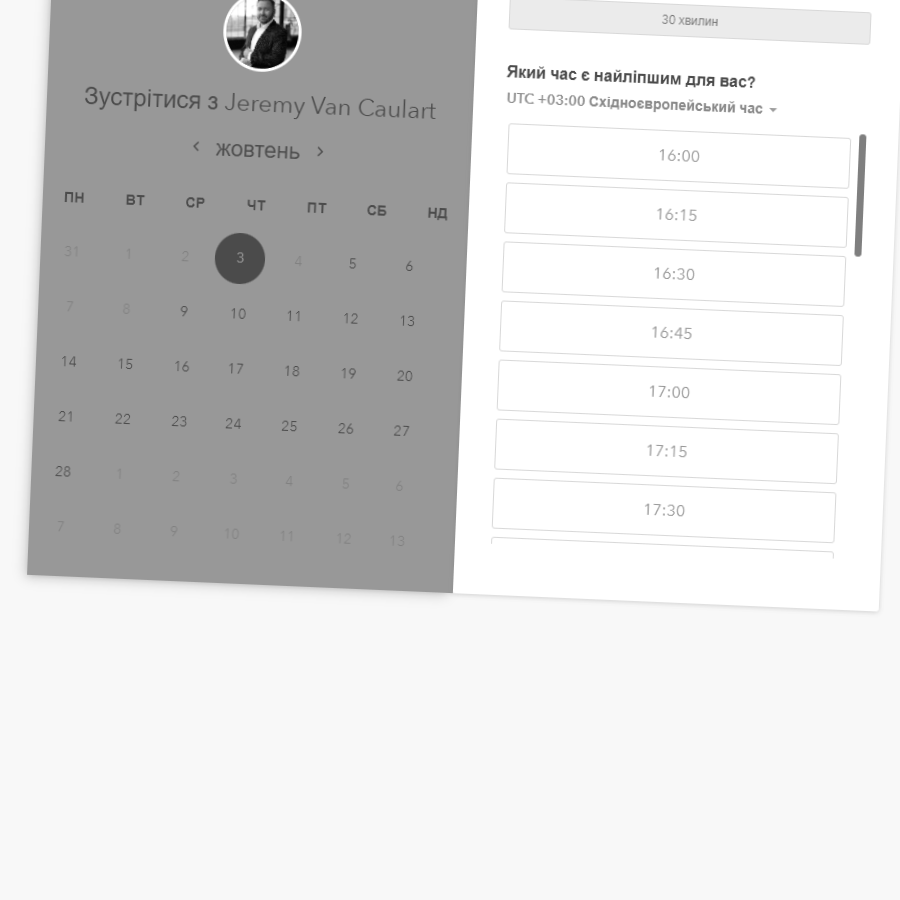 Зустрітися з Jeremy Van Caulart
жовтень
ПН ВТ СР ЧТ ПТ СБ НД
31 1 2 3 4 5 6
7 8 9 10 11 12 13
14 15 16 17 18 19 20
21 22 23 24 25 26 27
28 1 2 3 4 5 6
7 8 9 10 11 12 13
30 хвилин
Який час є найліпшим для вас?
UTC +03:00 Східноєвропейський час
16:00
16:15
16:30
16:45
17:00
17:15
17:30